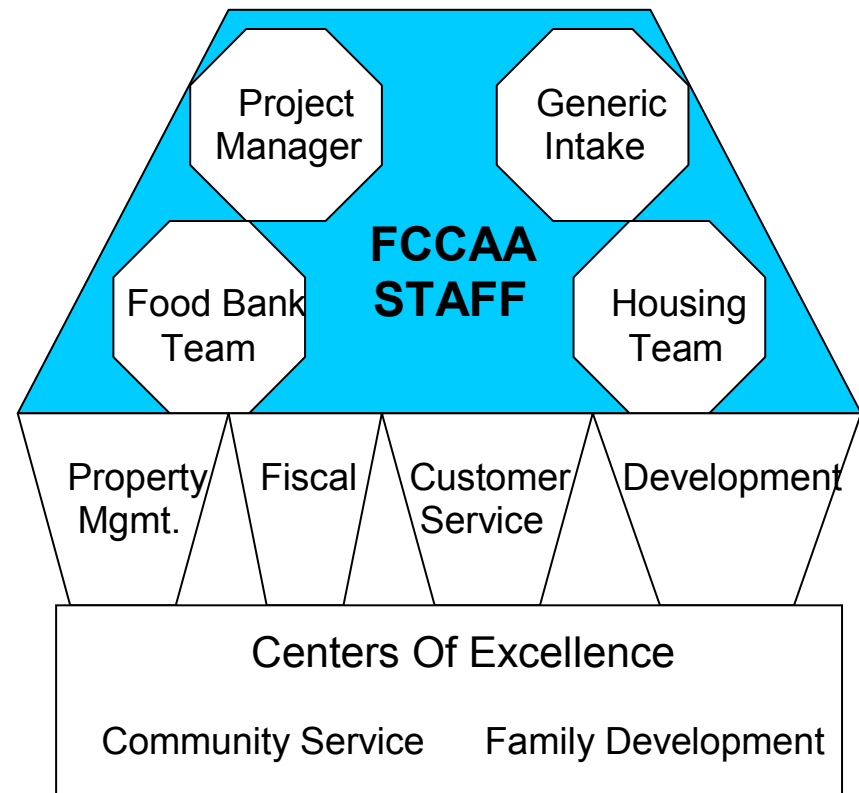 Project
Manager
Generic
Intake
FCCAA
STAFF
Food Bank
Team
Housing
Team
Property
Mgmt.
Fiscal
Customer
Service
Development
Centers Of Excellence
Community Service
Family Development